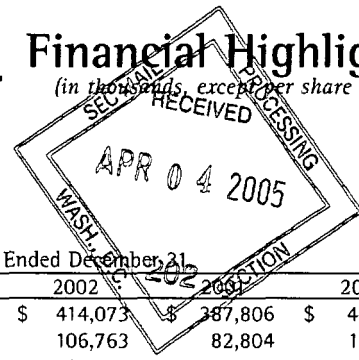 Financial Highlig
(in thousands, except per share
SEC MAIL
PROCESSING
RECEIVED
APR 0 4 2005
WASH., D.C.
202
SECTION
Ended December 31,
2002 2001 20
$ 414,073 $ 387,806 $ 4
106,763 82,804 1